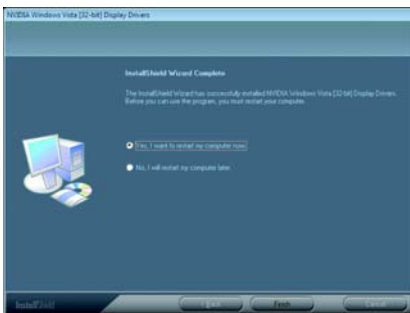 NVIDIA Windows Vista [32-bit] Display Drivers
InstallShield Wizard Complete
The InstallShield Wizard has successfully installed NVIDIA Windows Vista [32-bit] Display Drivers.
Before you can use the program, you must restart your computer.
Yes, I want to restart my computer now.
No, I will restart my computer later.
InstallShield
< Back
Finish
Cancel